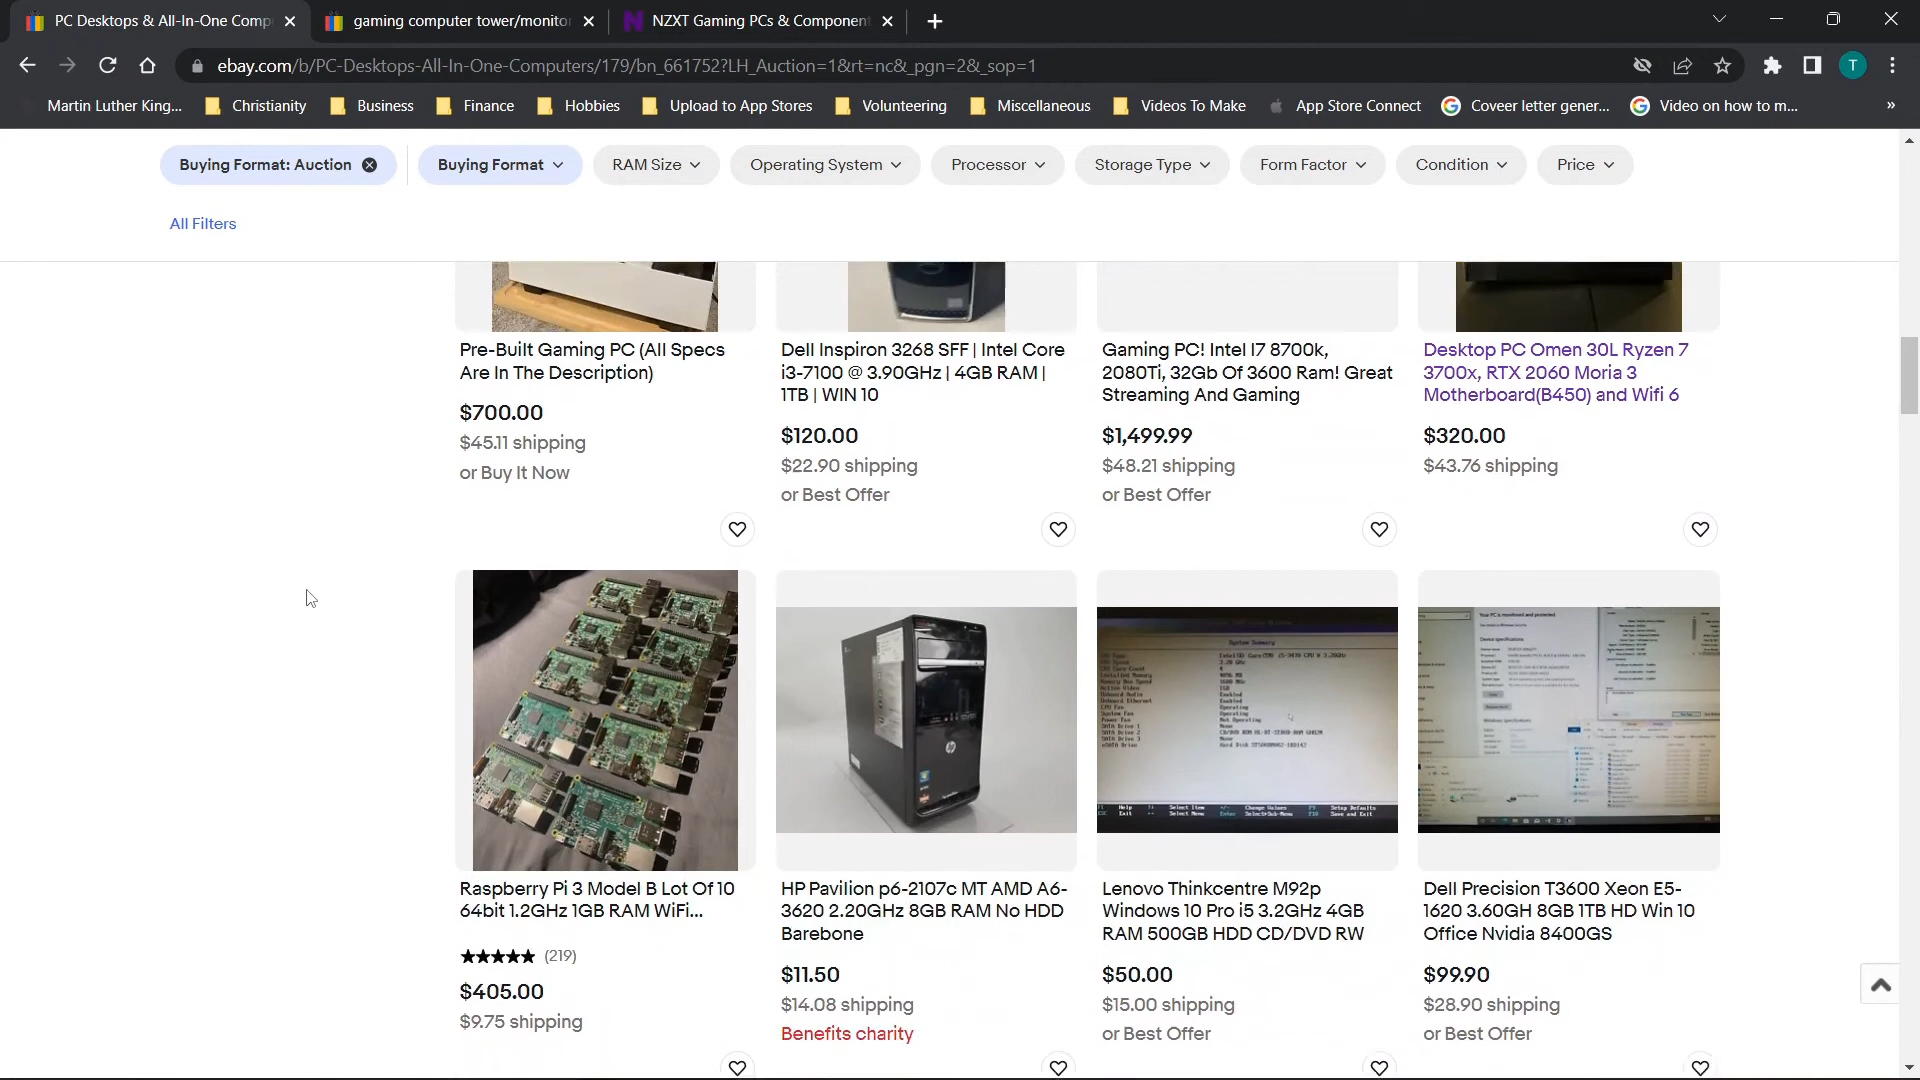 PC Desktops & All-In-One Comp
gaming computer tower/monito
NZXT Gaming PCs & Component
ebay.com/b/PC-Desktops-All-In-One-Computers/179/bn_661752?LH_Auction=1&rt=nc&_pgn=2&_sop=1
T
Martin Luther King...
Christianity
Business
Finance
Hobbies
Upload to App Stores
Volunteering
Miscellaneous
Videos To Make
App Store Connect
Coveer letter gener...
Video on how to m...
»
Buying Format: Auction
Buying Format
RAM Size
Operating System
Processor
Storage Type
Form Factor
Condition
Price
All Filters
Pre-Built Gaming PC (All Specs
Are In The Description)
$700.00
$45.11 shipping
or Buy It Now
Dell Inspiron 3268 SFF | Intel Core
i3-7100 @ 3.90GHz | 4GB RAM |
1TB | WIN 10
$120.00
$22.90 shipping
or Best Offer
Gaming PC! Intel I7 8700k,
2080Ti, 32Gb Of 3600 Ram! Great
Streaming And Gaming
$1,499.99
$48.21 shipping
or Best Offer
Desktop PC Omen 30L Ryzen 7
3700x, RTX 2060 Moria 3
Motherboard(B450) and Wifi 6
$320.00
$43.76 shipping
System Summary
Raspberry Pi 3 Model B Lot Of 10
64bit 1.2GHz 1GB RAM WiFi...
(219)
$405.00
$9.75 shipping
HP Pavilion p6-2107c MT AMD A6-
3620 2.20GHz 8GB RAM No HDD
Barebone
$11.50
$14.08 shipping
Benefits charity
Lenovo Thinkcentre M92p
Windows 10 Pro i5 3.2GHz 4GB
RAM 500GB HDD CD/DVD RW
$50.00
$15.00 shipping
or Best Offer
Dell Precision T3600 Xeon E5-
1620 3.60GH 8GB 1TB HD Win 10
Office Nvidia 8400GS
$99.90
$28.90 shipping
or Best Offer